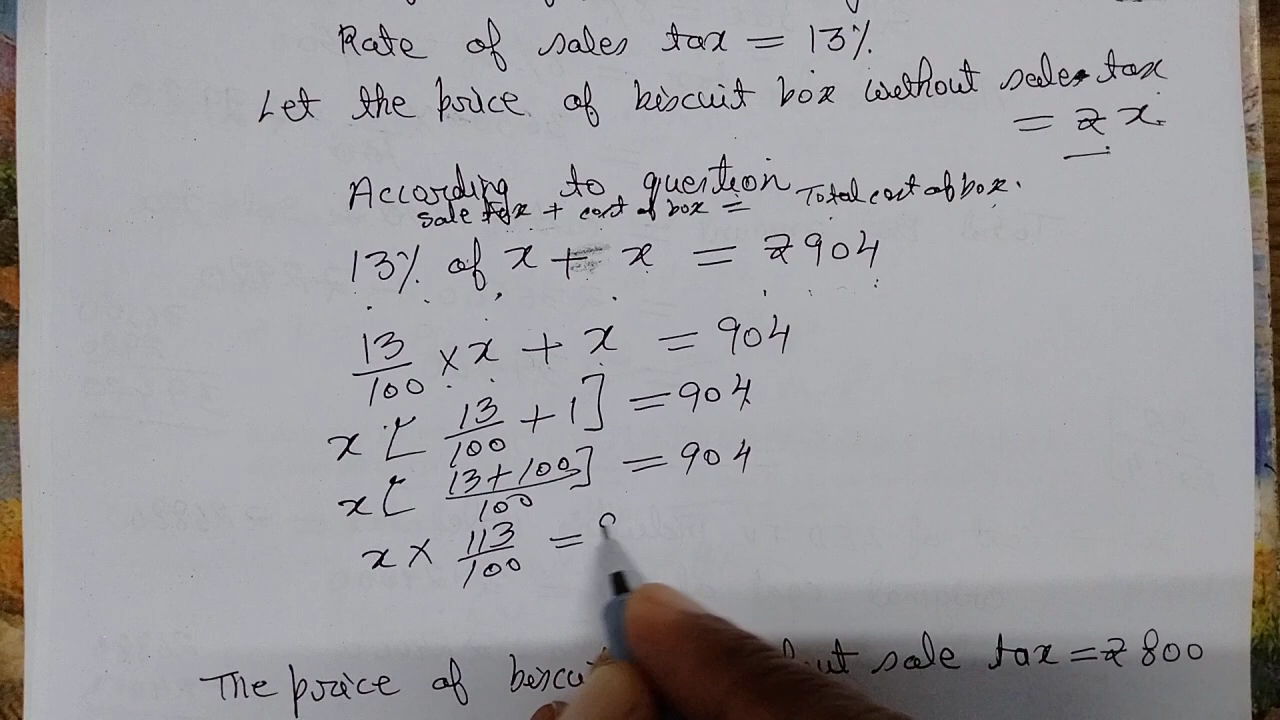 Rate of sales tax = 13%
Let the price of biscuit box without sales tax
= ₹ x.
According to question
sale tax + cost of box = Total cost of box.
13% of x + x = ₹904
13/100 × x + x = 904
x [ 13/100 + 1 ] = 904
x [ 13+100/100 ] = 904
x × 113/100 =
The price of sale tax = ₹ 800